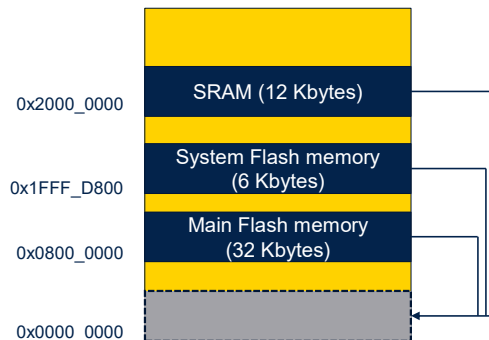 SRAM (12 Kbytes)
0x2000_0000
System Flash memory
(6 Kbytes)
0x1FFF_D800
Main Flash memory
(32 Kbytes)
0x0800_0000
0x0000_0000